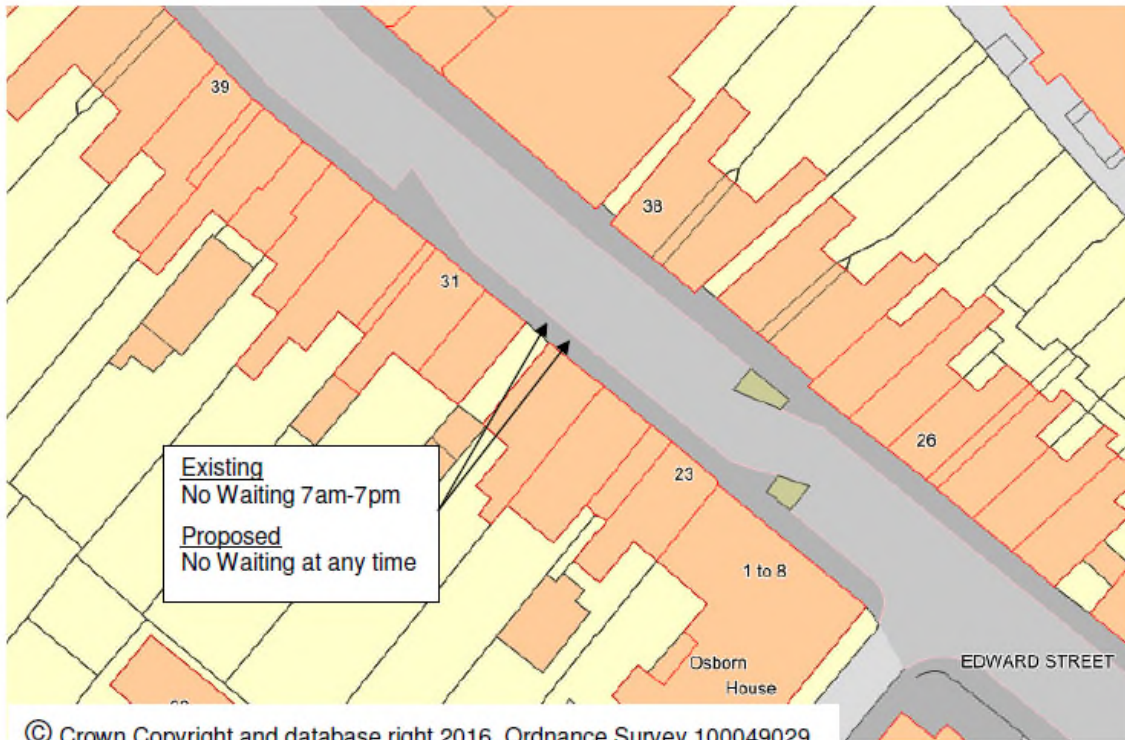 39
38
31
Existing
No Waiting 7am-7pm
Proposed
No Waiting at any time
23
26
1 to 8
Osborn
House
EDWARD STREET
© Crown Copyright and database right 2016. Ordnance Survey 100049029